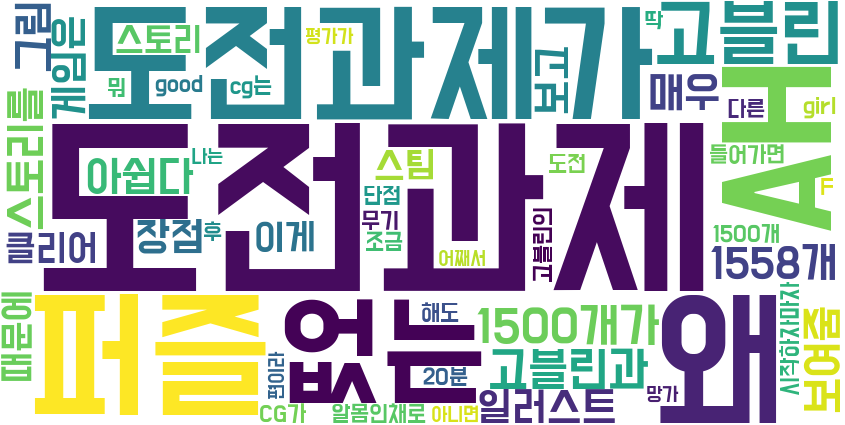 그림
게임은
스토리
뭐
good
도전과제가
평가가
cg는
보고
딱
고블린
매우
다른
girl
AH
스토리를
아쉽다
나는
스팀
단점
무기
조금
도전
도전과제
들어가면
ㅠ
클리어
장점
후
이게
어째서
고블린의
1500개
1558개
때문에
퍼즐
없는
해도
20분
편이라
1500개가
고블린과
왜
시작하자마자
보여줌
망가
CG가
알몸인채로
아니면
일러스트